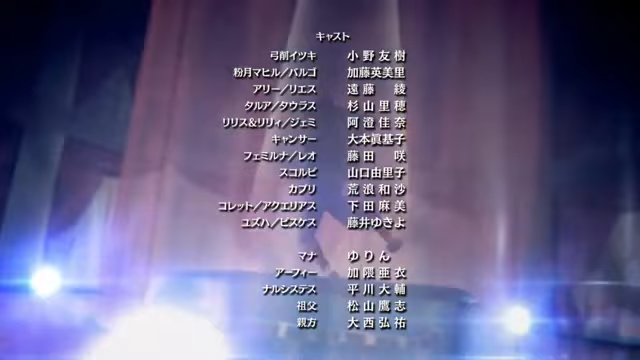 キャスト
弓削イツキ 小野友樹
粉月マヒル／バルゴ 加藤英美里
アリー／リエス 遠藤 綾
タルア／タウラス 杉山里穂
リリス&リリィ／ジェミ 阿澄佳奈
キャンサー 大本眞基子
フェミルナ／レオ 藤田 咲
スコルピ 山口由里子
カプリ 荒浪和沙
コレット／アクエリアス 下田麻美
ユズハ／ピスケス 藤井ゆきよ
マナ ゆりん
アーフィー 加隈亜衣
ナルシステス 平川大輔
祖父 松山鷹志
親方 大西弘祐